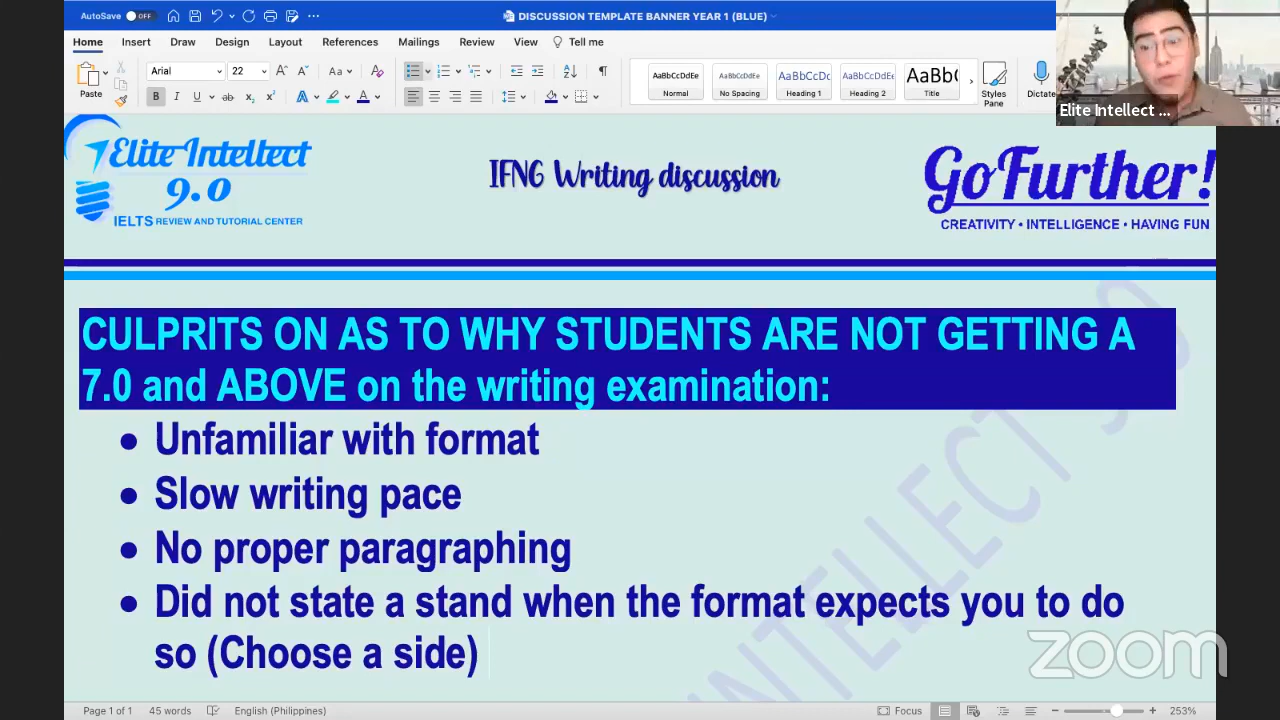 AutoSave OFF
DISCUSSION TEMPLATE BANNER YEAR 1 (BLUE)
Home Insert Draw Design Layout References Mailings Review View Tell me
Paste
Arial 22
AaBbCcDdEe AaBbCcDdEe AaBbCcDc AaBbCcDdEe AaBb(
Normal No Spacing Heading 1 Heading 2 Title
Styles Pane
Dictate
Elite Intellect ...
Elite Intellect
9.0
IELTS REVIEW AND TUTORIAL CENTER
IFNG Writing discussion
GoFurther!
CREATIVITY • INTELLIGENCE • HAVING FUN
CULPRITS ON AS TO WHY STUDENTS ARE NOT GETTING A
7.0 and ABOVE on the writing examination:
• Unfamiliar with format
• Slow writing pace
• No proper paragraphing
• Did not state a stand when the format expects you to do
so (Choose a side)
INTELLECT 9.0
zoom
Page 1 of 1 45 words English (Philippines) Focus 253%